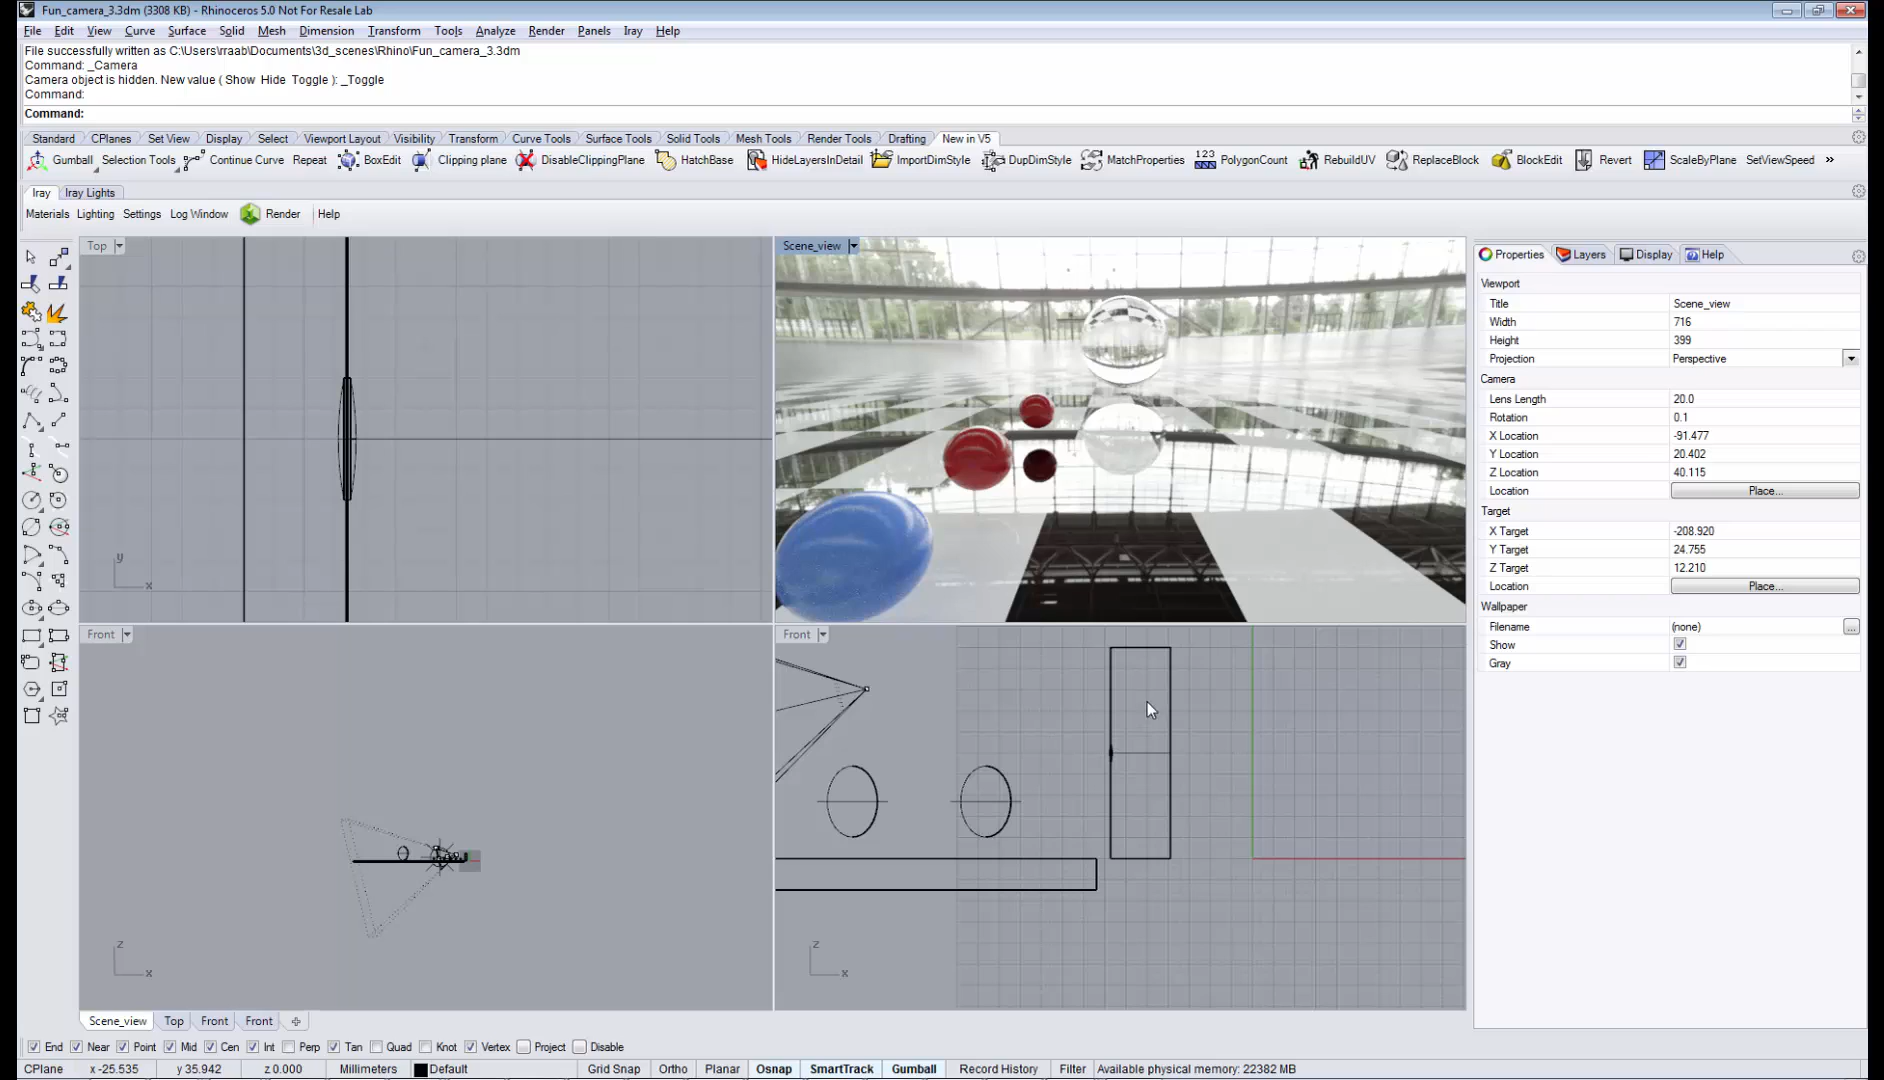 Fun_camera_3.3dm (3308 KB) - Rhinoceros 5.0 Not For Resale Lab
File Edit View Curve Surface Solid Mesh Dimension Transform Tools Analyze Render Panels Iray Help
File successfully written as C:\Users\rraab\Documents\3d_scenes\Rhino\Fun_camera_3.3dm
Command: _Camera
Camera object is hidden. New value ( Show Hide Toggle ): _Toggle
Command:
Command:
Standard CPlanes Set View Display Select Viewport Layout Visibility Transform Curve Tools Surface Tools Solid Tools Mesh Tools Render Tools Drafting New in V5
Gumball Selection Tools Continue Curve Repeat BoxEdit Clipping plane DisableClippingPlane HatchBase HideLayersInDetail ImportDimStyle DupDimStyle MatchProperties 123 PolygonCount RebuildUV ReplaceBlock BlockEdit Revert ScaleByPlane SetViewSpeed »
Iray Iray Lights
Materials Lighting Settings Log Window Render Help
Top
Scene_view
Properties Layers Display Help
Viewport
Title Scene_view
Width 716
Height 399
Projection Perspective
Camera
Lens Length 20.0
Rotation 0.1
X Location -91.477
Y Location 20.402
Z Location 40.115
Location Place...
Target
X Target -208.920
Y Target 24.755
Z Target 12.210
Location Place...
Wallpaper
Filename (none) ...
Show
Gray
y
x
Front
Front
z
x
z
x
Scene_view Top Front Front
End Near Point Mid Cen Int Perp Tan Quad Knot Vertex Project Disable
CPlane x -25.535 y 35.942 z 0.000 Millimeters Default Grid Snap Ortho Planar Osnap SmartTrack Gumball Record History Filter Available physical memory: 22382 MB